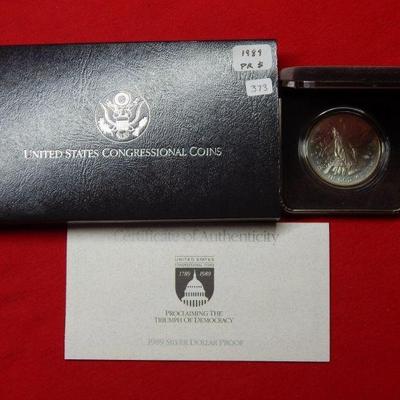 1989
PR $
373
UNITED STATES CONGRESSIONAL COINS
Certificate of Authenticity
UNITED STATES
CONGRESSIONAL COINS
1789 1989
PROCLAIMING THE
TRIUMPH OF DEMOCRACY
1989 SILVER DOLLAR PROOF